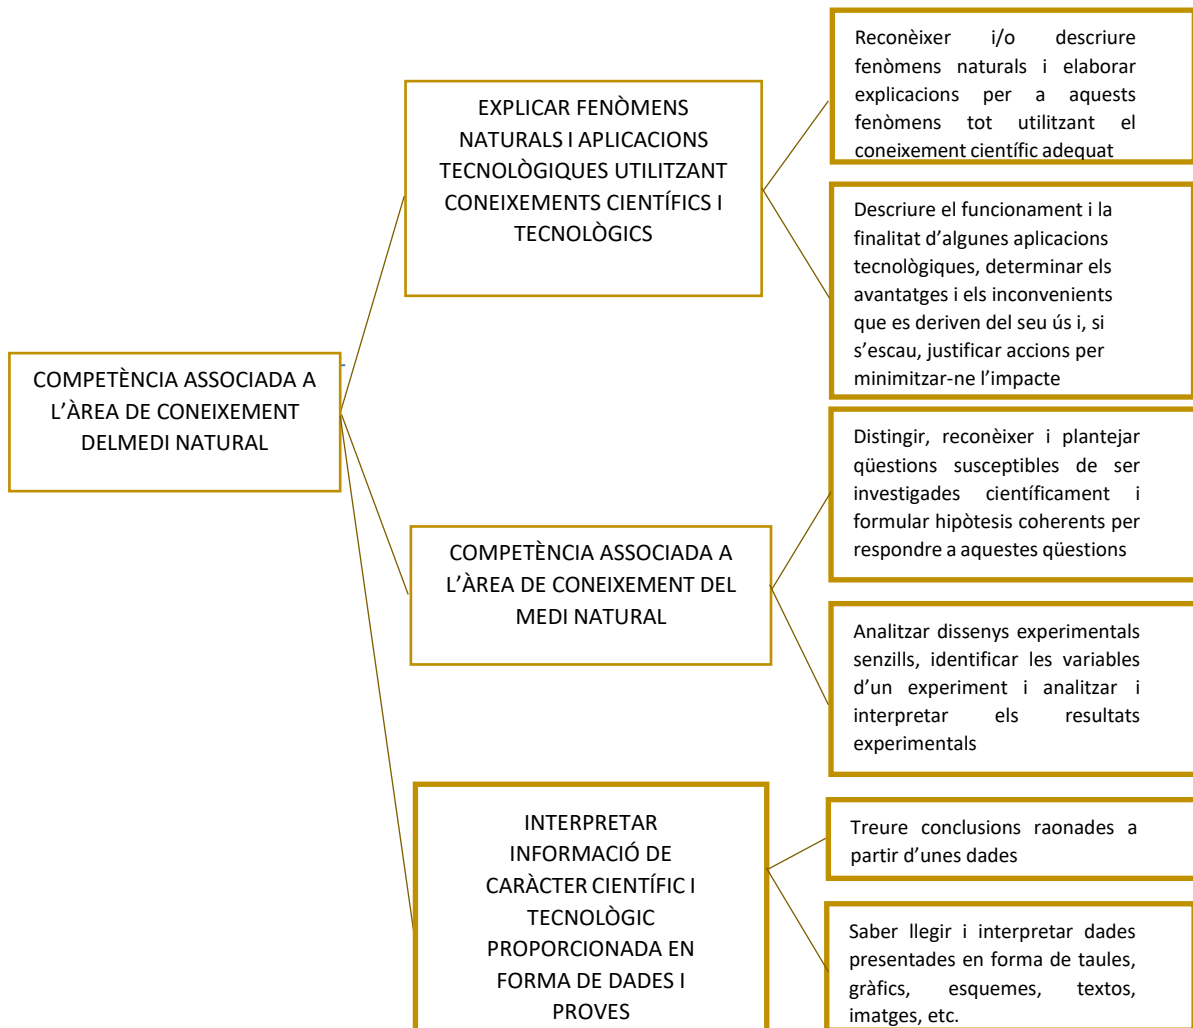 COMPETÈNCIA ASSOCIADA A
L'ÀREA DE CONEIXEMENT
DELMEDI NATURAL
EXPLICAR FENÒMENS
NATURALS I APLICACIONS
TECNOLÒGIQUES UTILITZANT
CONEIXEMENTS CIENTÍFICS I
TECNOLÒGICS
Reconèixer i/o descriure
fenòmens naturals i elaborar
explicacions per a aquests
fenòmens tot utilitzant el
coneixement científic adequat
Descriure el funcionament i la
finalitat d'algunes aplicacions
tecnològiques, determinar els
avantatges i els inconvenients
que es deriven del seu ús i, si
s'escau, justificar accions per
minimitzar-ne l'impacte
COMPETÈNCIA ASSOCIADA A
L'ÀREA DE CONEIXEMENT DEL
MEDI NATURAL
Distingir, reconèixer i plantejar
qüestions susceptibles de ser
investigades científicament i
formular hipòtesis coherents per
respondre a aquestes qüestions
Analitzar dissenys experimentals
senzills, identificar les variables
d'un experiment i analitzar i
interpretar els resultats
experimentals
INTERPRETAR
INFORMACIÓ DE
CARÀCTER CIENTÍFIC I
TECNOLÒGIC
PROPORCIONADA EN
FORMA DE DADES I
PROVES
Treure conclusions raonades a
partir d'unes dades
Saber llegir i interpretar dades
presentades en forma de taules,
gràfics, esquemes, textos,
imatges, etc.